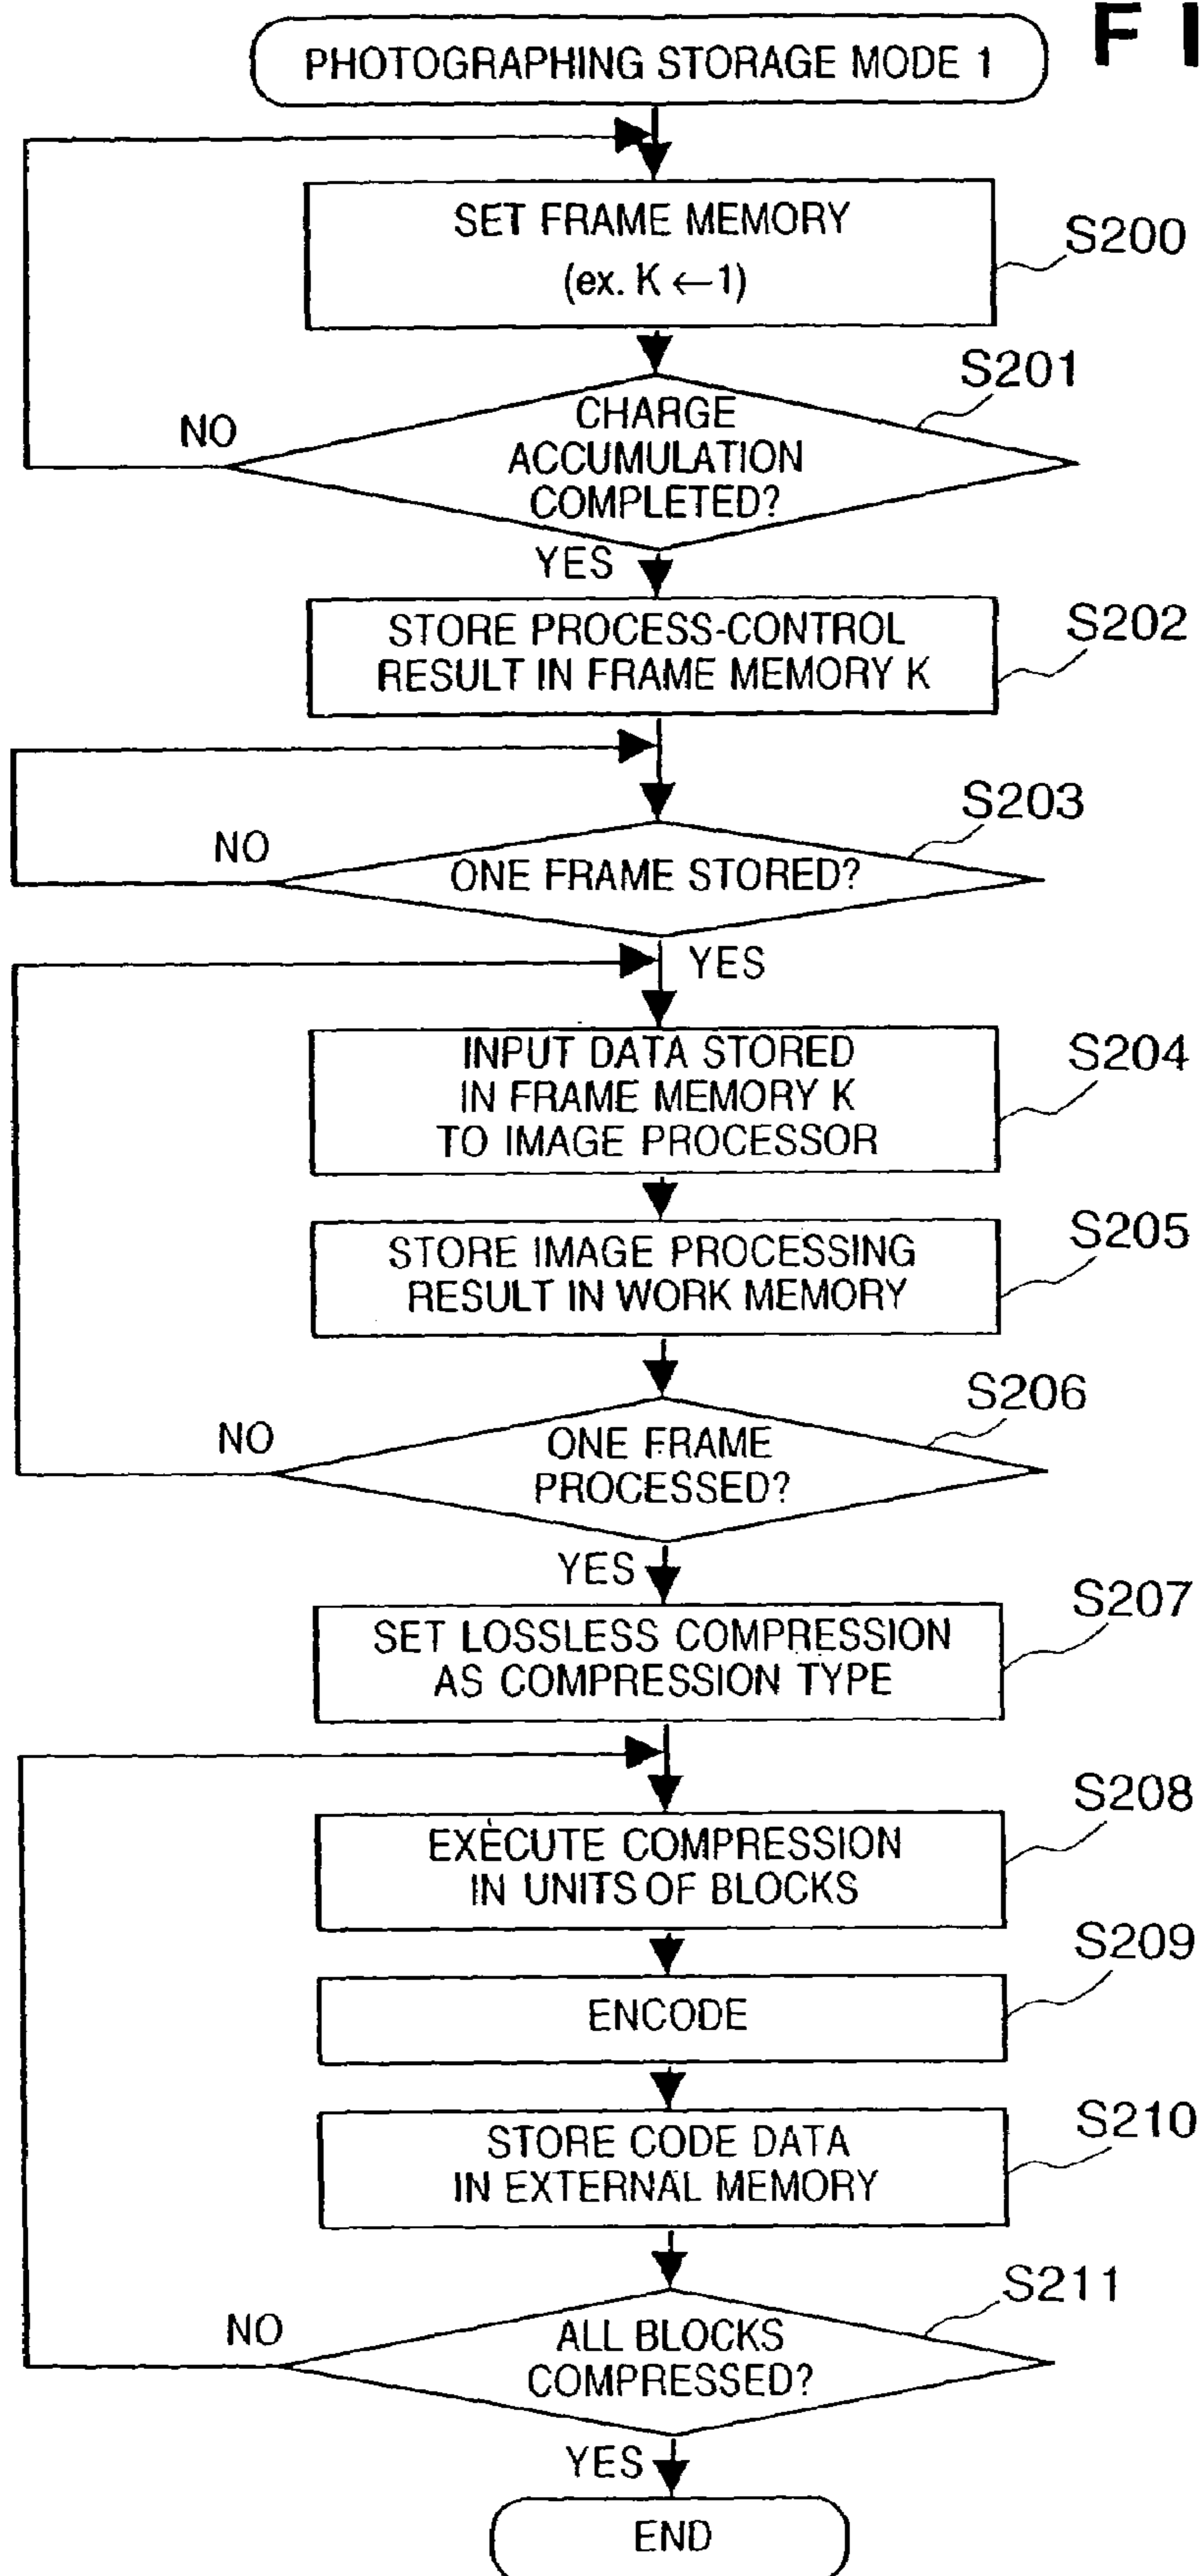 F I
PHOTOGRAPHING STORAGE MODE 1
SET FRAME MEMORY
(ex. K ←1)
S200
S201
CHARGE
ACCUMULATION
COMPLETED?
NO
YES
STORE PROCESS-CONTROL
RESULT IN FRAME MEMORY K
S202
S203
NO
ONE FRAME STORED?
YES
INPUT DATA STORED
IN FRAME MEMORY K
TO IMAGE PROCESSOR
S204
STORE IMAGE PROCESSING
RESULT IN WORK MEMORY
S205
S206
NO
ONE FRAME
PROCESSED?
YES
SET LOSSLESS COMPRESSION
AS COMPRESSION TYPE
S207
EXECUTE COMPRESSION
IN UNITS OF BLOCKS
S208
ENCODE
S209
STORE CODE DATA
IN EXTERNAL MEMORY
S210
S211
NO
ALL BLOCKS
COMPRESSED?
YES
END